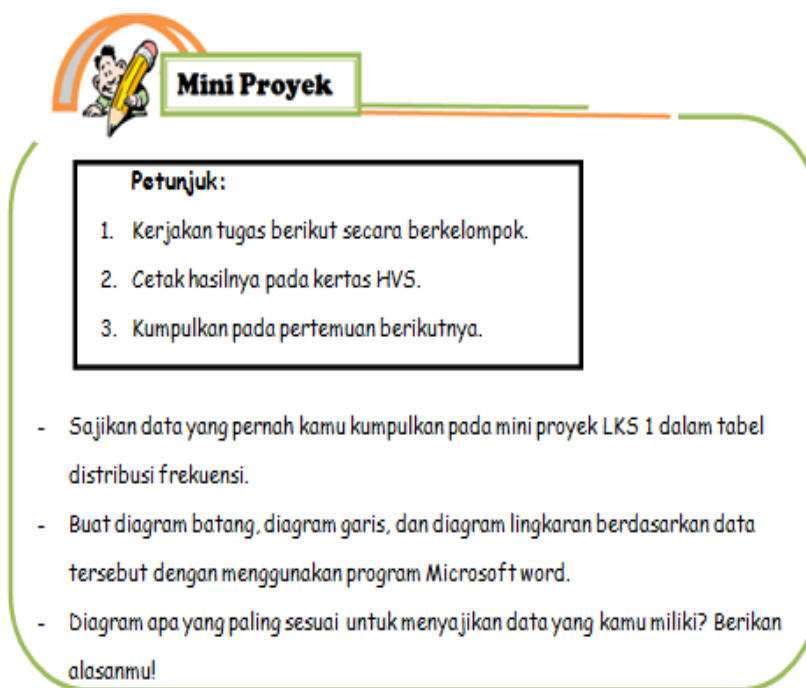 Mini Proyek
Petunjuk:
1. Kerjakan tugas berikut secara berkelompok.
2. Cetak hasilnya pada kertas HVS.
3. Kumpulkan pada pertemuan berikutnya.
- Sajikan data yang pernah kamu kumpulkan pada mini proyek LKS 1 dalam tabel
distribusi frekuensi.
- Buat diagram batang, diagram garis, dan diagram lingkaran berdasarkan data
tersebut dengan menggunakan program Microsoft word.
- Diagram apa yang paling sesuai untuk menyajikan data yang kamu miliki? Berikan
alasanmu!